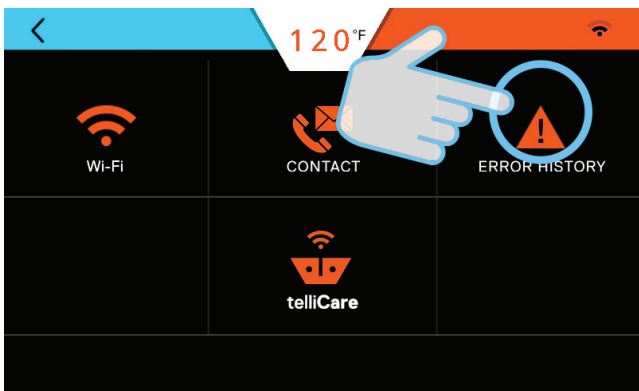 120°F
Wi-Fi
CONTACT
ERROR HISTORY
telliCare